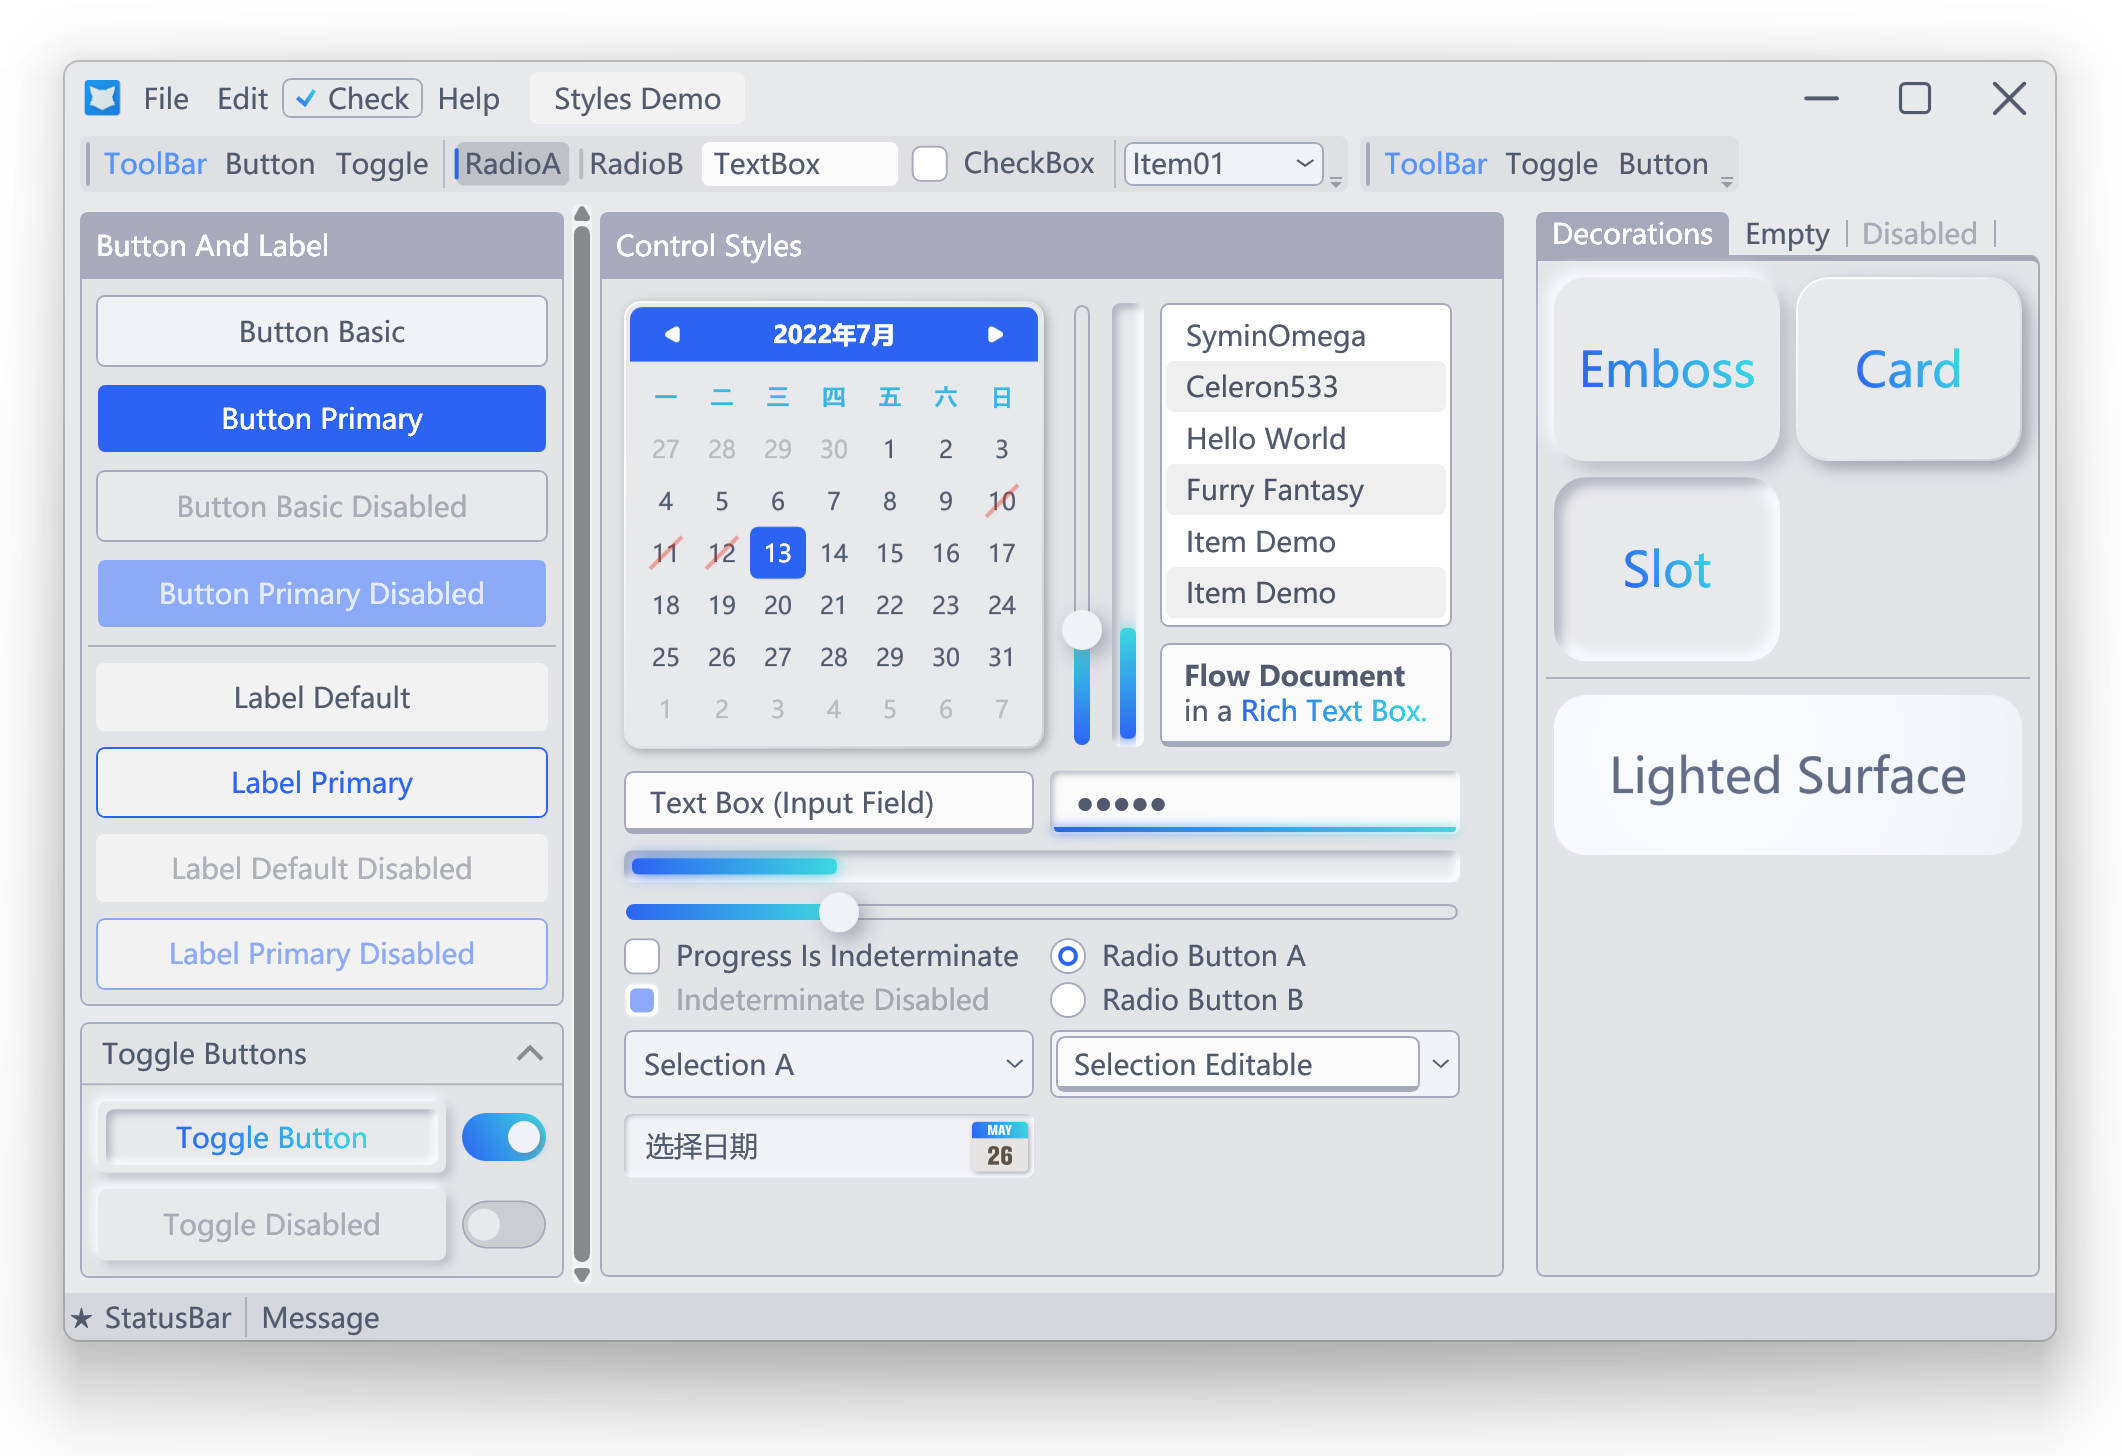 File Edit Check Help Styles Demo
ToolBar Button Toggle RadioA RadioB TextBox CheckBox Item01 ToolBar Toggle Button
Button And Label
Button Basic
Button Primary
Button Basic Disabled
Button Primary Disabled
Label Default
Label Primary
Label Default Disabled
Label Primary Disabled
Toggle Buttons
Toggle Button
Toggle Disabled
Control Styles
2022年7月
一 二 三 四 五 六 日
27 28 29 30 1 2 3
4 5 6 7 8 9 10
11 12 13 14 15 16 17
18 19 20 21 22 23 24
25 26 27 28 29 30 31
1 2 3 4 5 6 7
SyminOmega
Celeron533
Hello World
Furry Fantasy
Item Demo
Item Demo
Flow Document
in a Rich Text Box.
Text Box (Input Field)
●●●●●
Progress Is Indeterminate
Radio Button A
Indeterminate Disabled
Radio Button B
Selection A
Selection Editable
选择日期
MAY
26
Decorations Empty Disabled
Emboss
Card
Slot
Lighted Surface
★ StatusBar Message